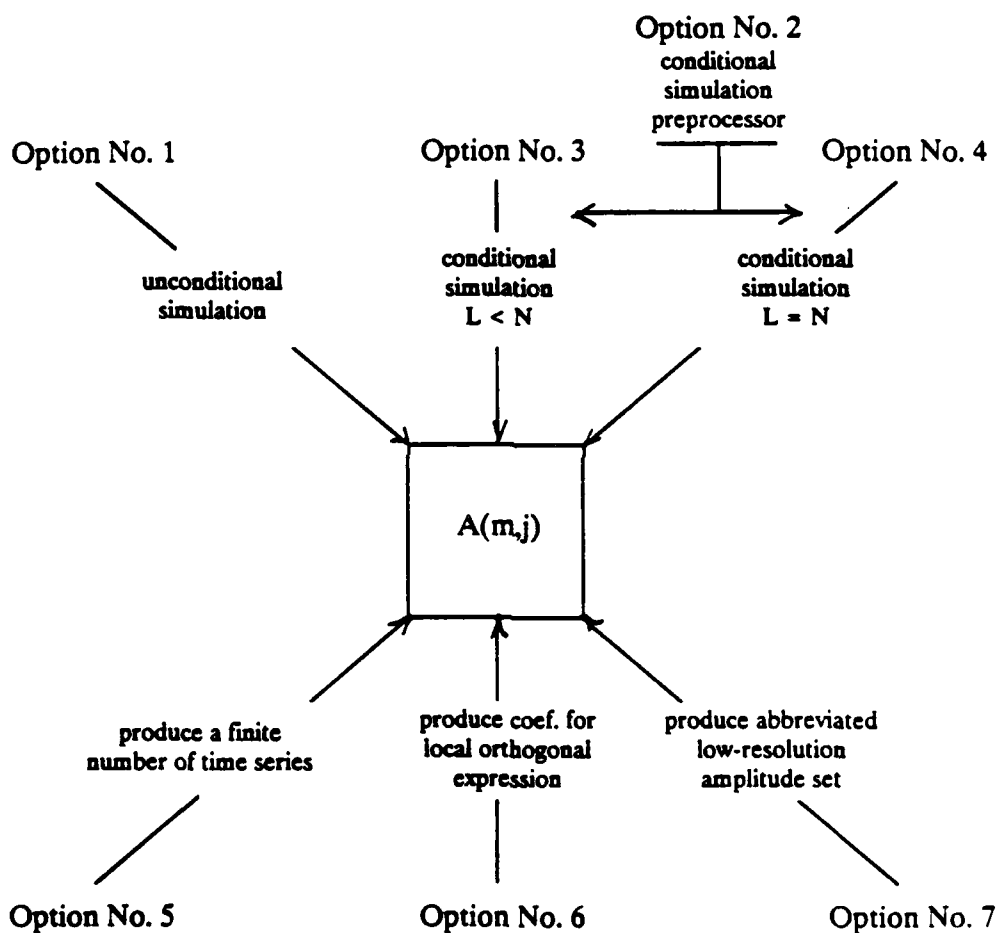 Option No. 2
conditional
simulation
preprocessor
Option No. 1
Option No. 3
Option No. 4
unconditional
simulation
conditional
simulation
L < N
conditional
simulation
L = N
A(m,j)
produce a finite
number of time series
produce coef. for
local orthogonal
expression
produce abbreviated
low-resolution
amplitude set
Option No. 5
Option No. 6
Option No. 7